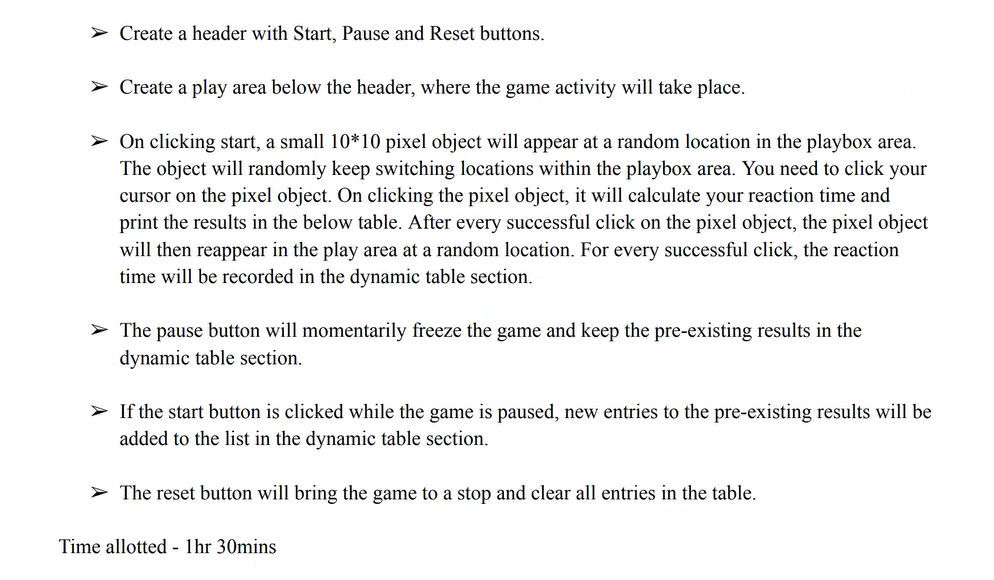 ➢ Create a header with Start, Pause and Reset buttons.
➢ Create a play area below the header, where the game activity will take place.
➢ On clicking start, a small 10*10 pixel object will appear at a random location in the playbox area.
The object will randomly keep switching locations within the playbox area. You need to click your
cursor on the pixel object. On clicking the pixel object, it will calculate your reaction time and
print the results in the below table. After every successful click on the pixel object, the pixel object
will then reappear in the play area at a random location. For every successful click, the reaction
time will be recorded in the dynamic table section.
➢ The pause button will momentarily freeze the game and keep the pre-existing results in the
dynamic table section.
➢ If the start button is clicked while the game is paused, new entries to the pre-existing results will be
added to the list in the dynamic table section.
➢ The reset button will bring the game to a stop and clear all entries in the table.
Time allotted - 1hr 30mins